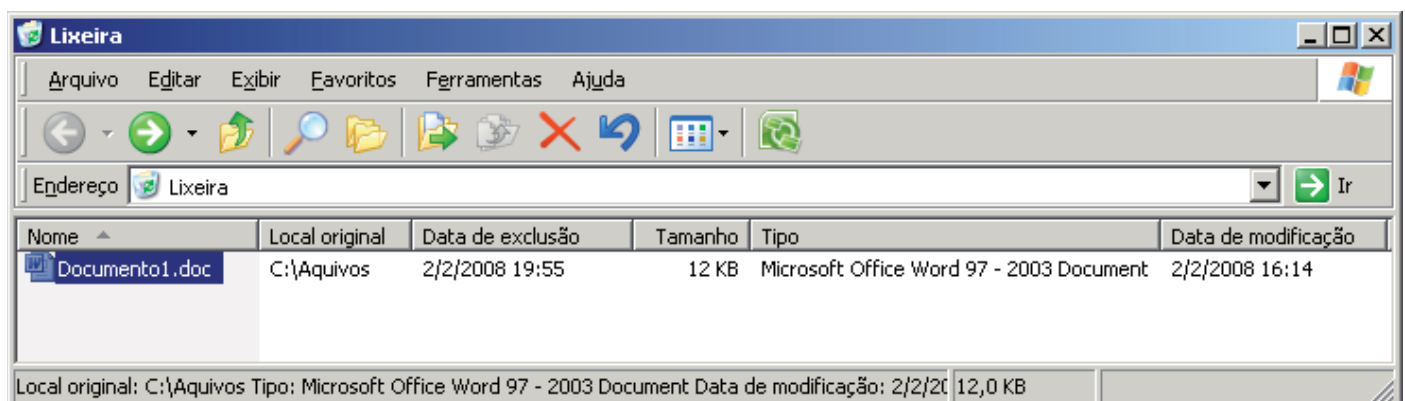 Lixeira
Arquivo Editar Exibir Favoritos Ferramentas Ajuda
Endereço Lixeira Ir
Nome Local original Data de exclusão Tamanho Tipo Data de modificação
Documento1.doc C:\Aquivos 2/2/2008 19:55 12 KB Microsoft Office Word 97 - 2003 Document 2/2/2008 16:14
Local original: C:\Aquivos Tipo: Microsoft Office Word 97 - 2003 Document Data de modificação: 2/2/20 12,0 KB